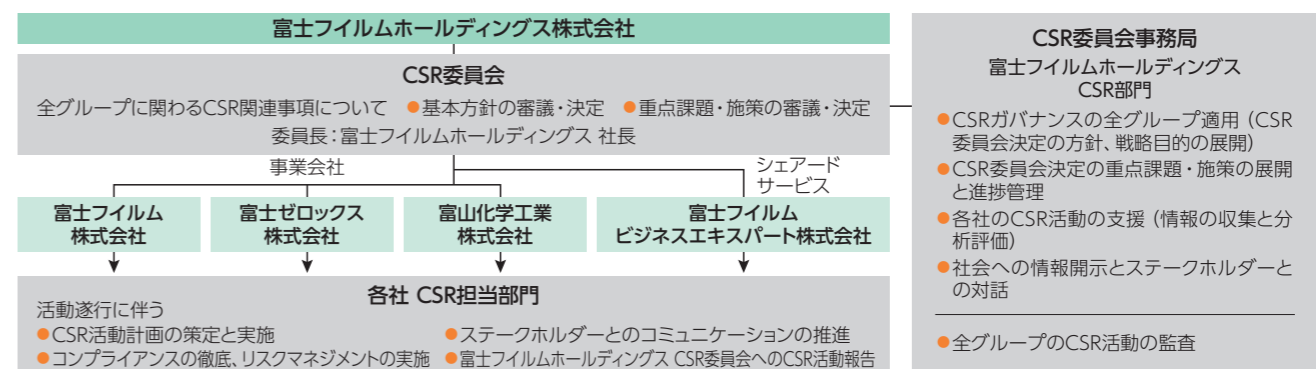 富士フイルムホールディングス株式会社
CSR委員会
全グループに関わるCSR関連事項について ●基本方針の審議・決定 ●重点課題・施策の審議・決定
委員長：富士フイルムホールディングス 社長
事業会社
シェアード
サービス
富士フイルム
株式会社
富士ゼロックス
株式会社
富山化学工業
株式会社
富士フイルム
ビジネスエキスパート株式会社
各社 CSR担当部門
活動遂行に伴う
●CSR活動計画の策定と実施 ●ステークホルダーとのコミュニケーションの推進
●コンプライアンスの徹底、リスクマネジメントの実施 ●富士フイルムホールディングス CSR委員会へのCSR活動報告
CSR委員会事務局
富士フイルムホールディングス
CSR部門
●CSRガバナンスの全グループ適用（CSR
委員会決定の方針、戦略目的の展開）
●CSR委員会決定の重点課題・施策の展開
と進捗管理
●各社のCSR活動の支援（情報の収集と分
析評価）
●社会への情報開示とステークホルダーと
の対話
●全グループのCSR活動の監査